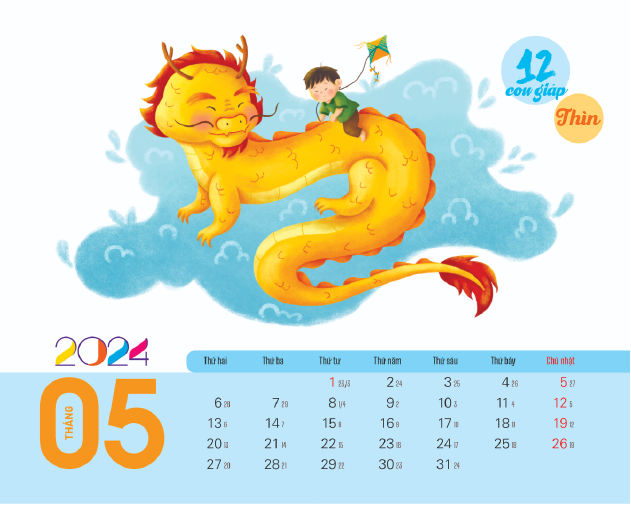 12
con giáp
Thìn
2024
THÁNG
05
Thứ hai Thứ ba Thứ tư Thứ năm Thứ sáu Thứ bảy Chủ nhật
1 23/3 2 24 3 25 4 26 5 27
6 28 7 29 8 1/4 9 2 10 3 11 4 12 5
13 6 14 7 15 8 16 9 17 10 18 11 19 12
20 13 21 14 22 15 23 16 24 17 25 18 26 19
27 20 28 21 29 22 30 23 31 24